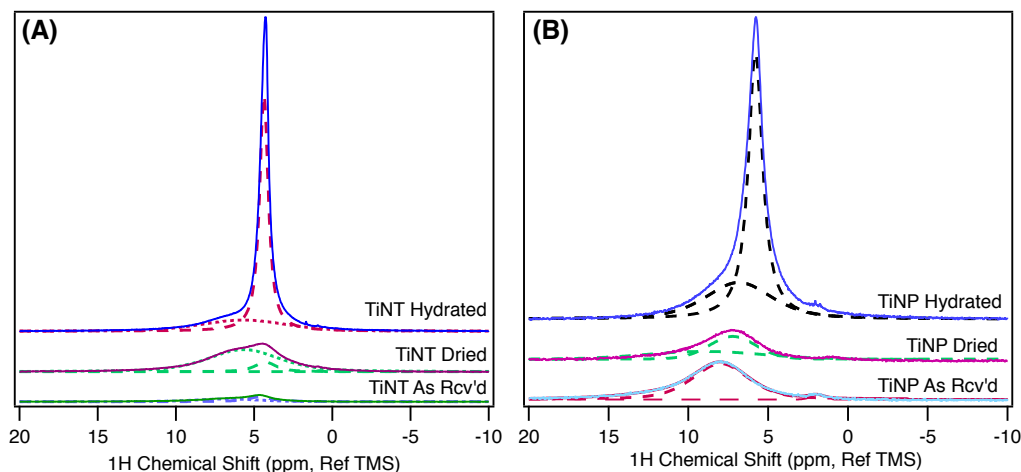 (A)
TiNT Hydrated
TiNT Dried
TiNT As Rcv'd
20 15 10 5 0 -5 -10
1H Chemical Shift (ppm, Ref TMS)
(B)
TiNP Hydrated
TiNP Dried
TiNP As Rcv'd
20 15 10 5 0 -5 -10
1H Chemical Shift (ppm, Ref TMS)